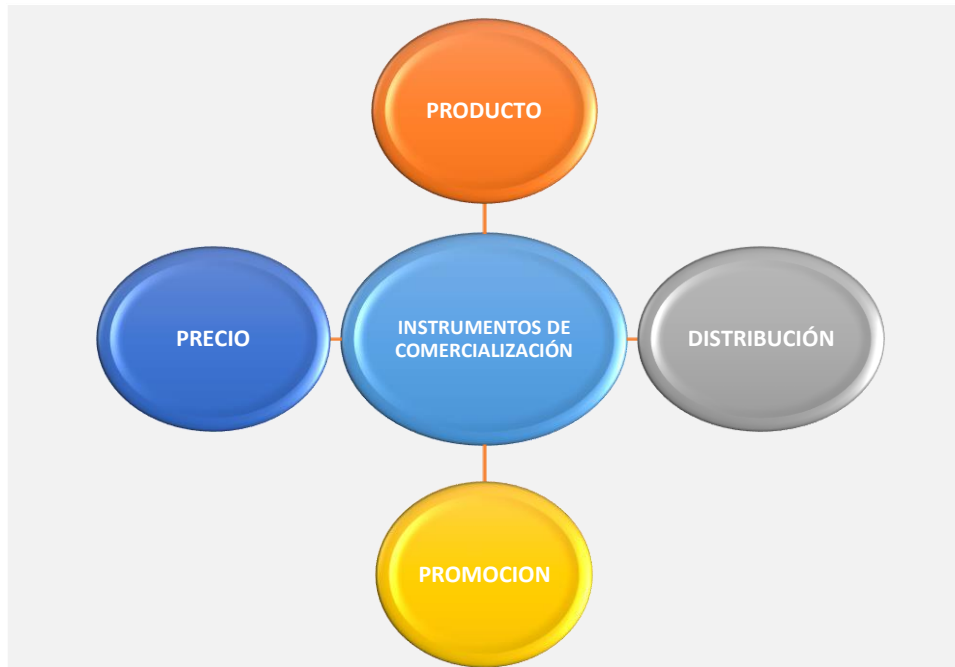 PRODUCTO
PRECIO
INSTRUMENTOS DE
COMERCIALIZACIÓN
DISTRIBUCIÓN
PROMOCION